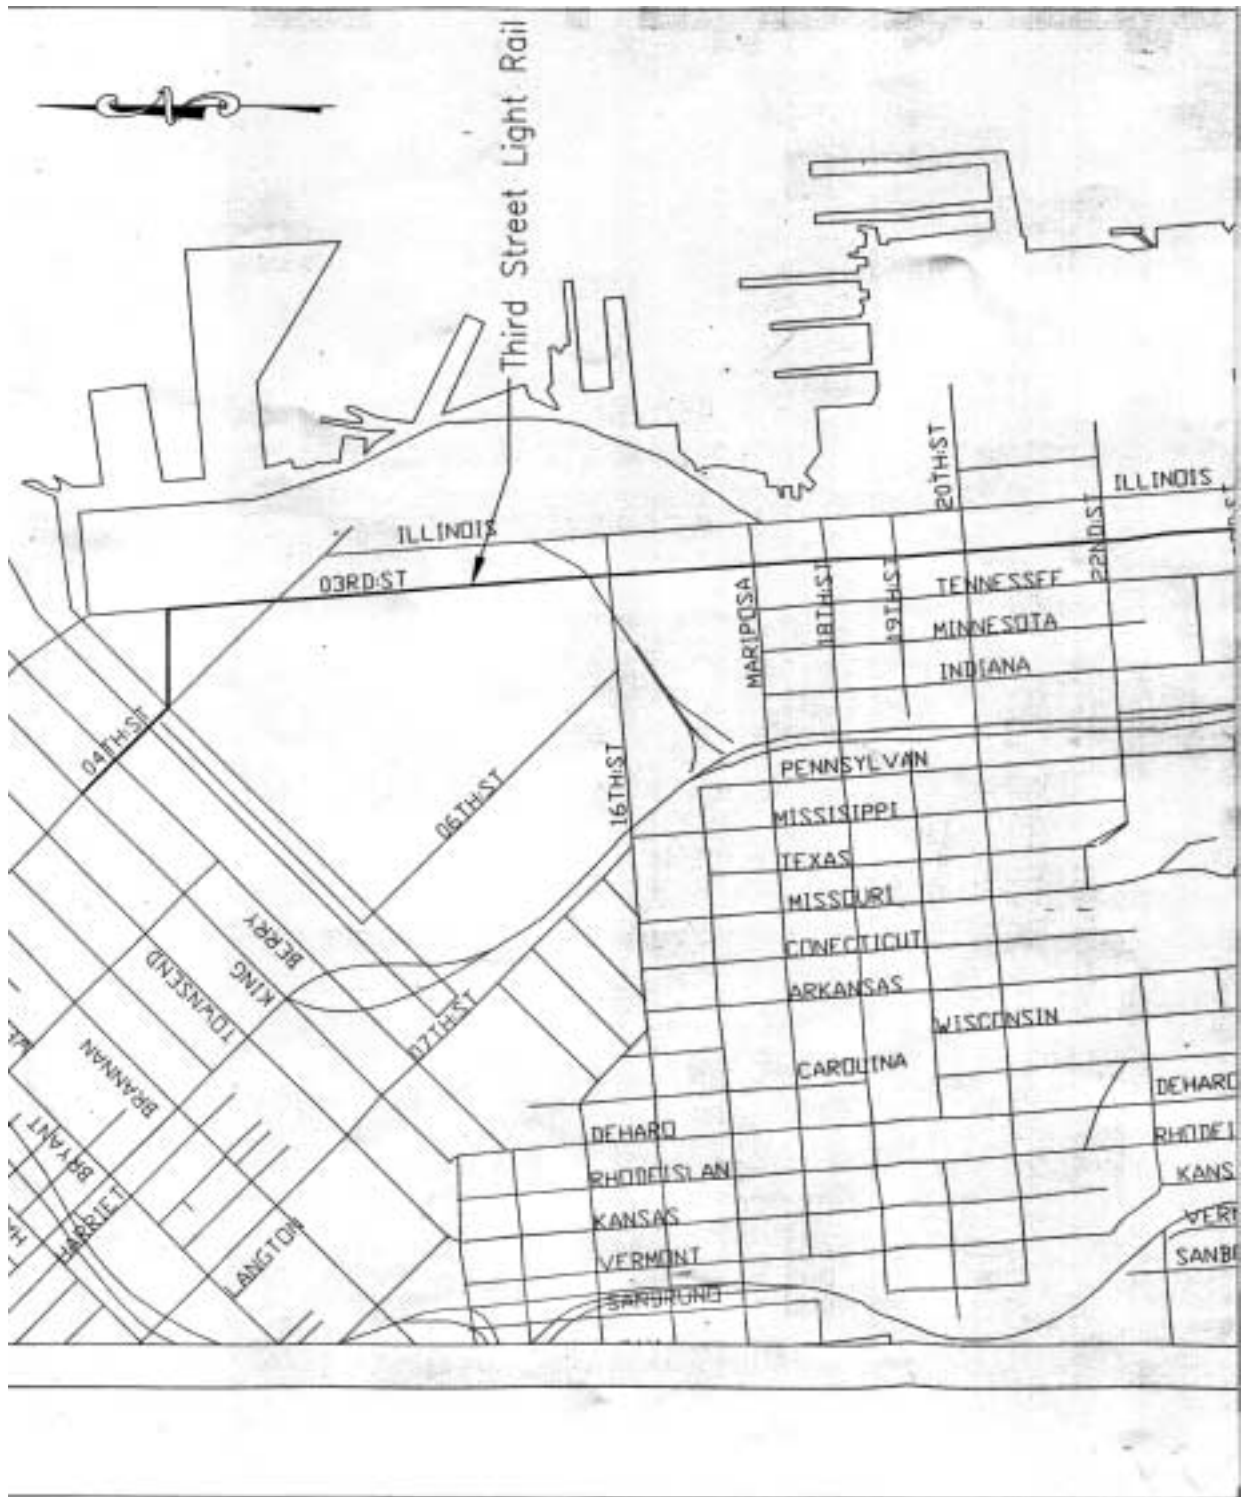 Third Street Light Rail
20TH:ST
ILLINOIS
ILLINOIS
22ND:ST
03RD:ST
TENNESSEE
18TH:ST
19TH:ST
MARIPOSA
MINNESOTA
INDIANA
04TH:ST
16TH:ST
PENNSYLVAN
06TH:ST
MISSISIPPI
TEXAS
MISSOURI
BERRY
CONECTICUT
KING
TOWNSEND
ARKANSAS
07TH:ST
WISCONSIN
BRANNAN
CAROLINA
DEHARO
DEHARO
BRYANT
RHODEISLAN
RHODEI
KANSAS
KANS
HARRIET
LANGTON
VERMONT
VER
SANBRUNO
SANB